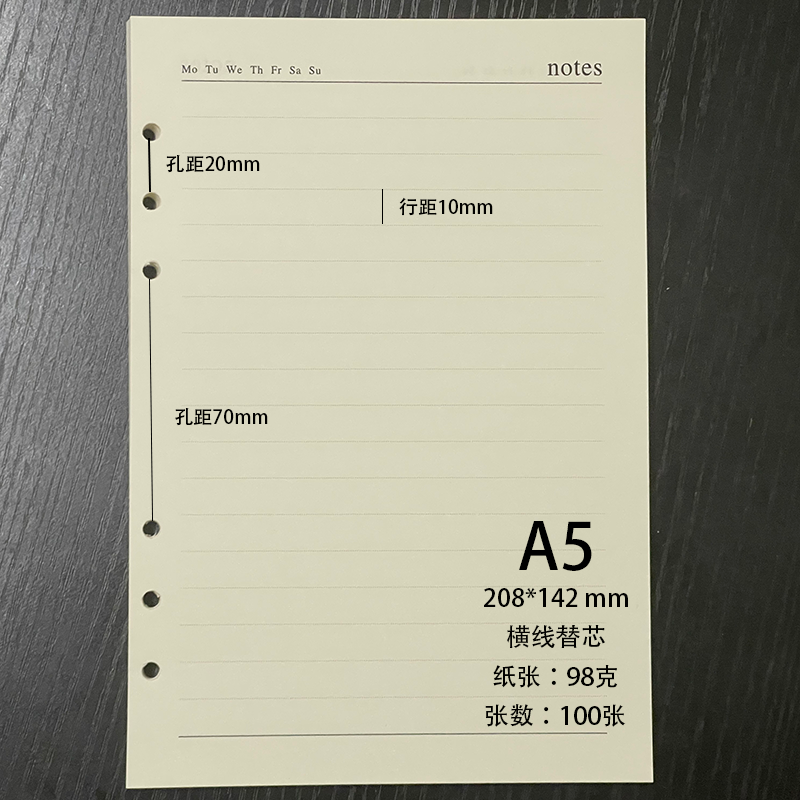 Mo Tu We Th Fr Sa Su
notes
孔距20mm
行距10mm
孔距70mm
A5
208*142 mm
横线替芯
纸张：98克
张数：100张